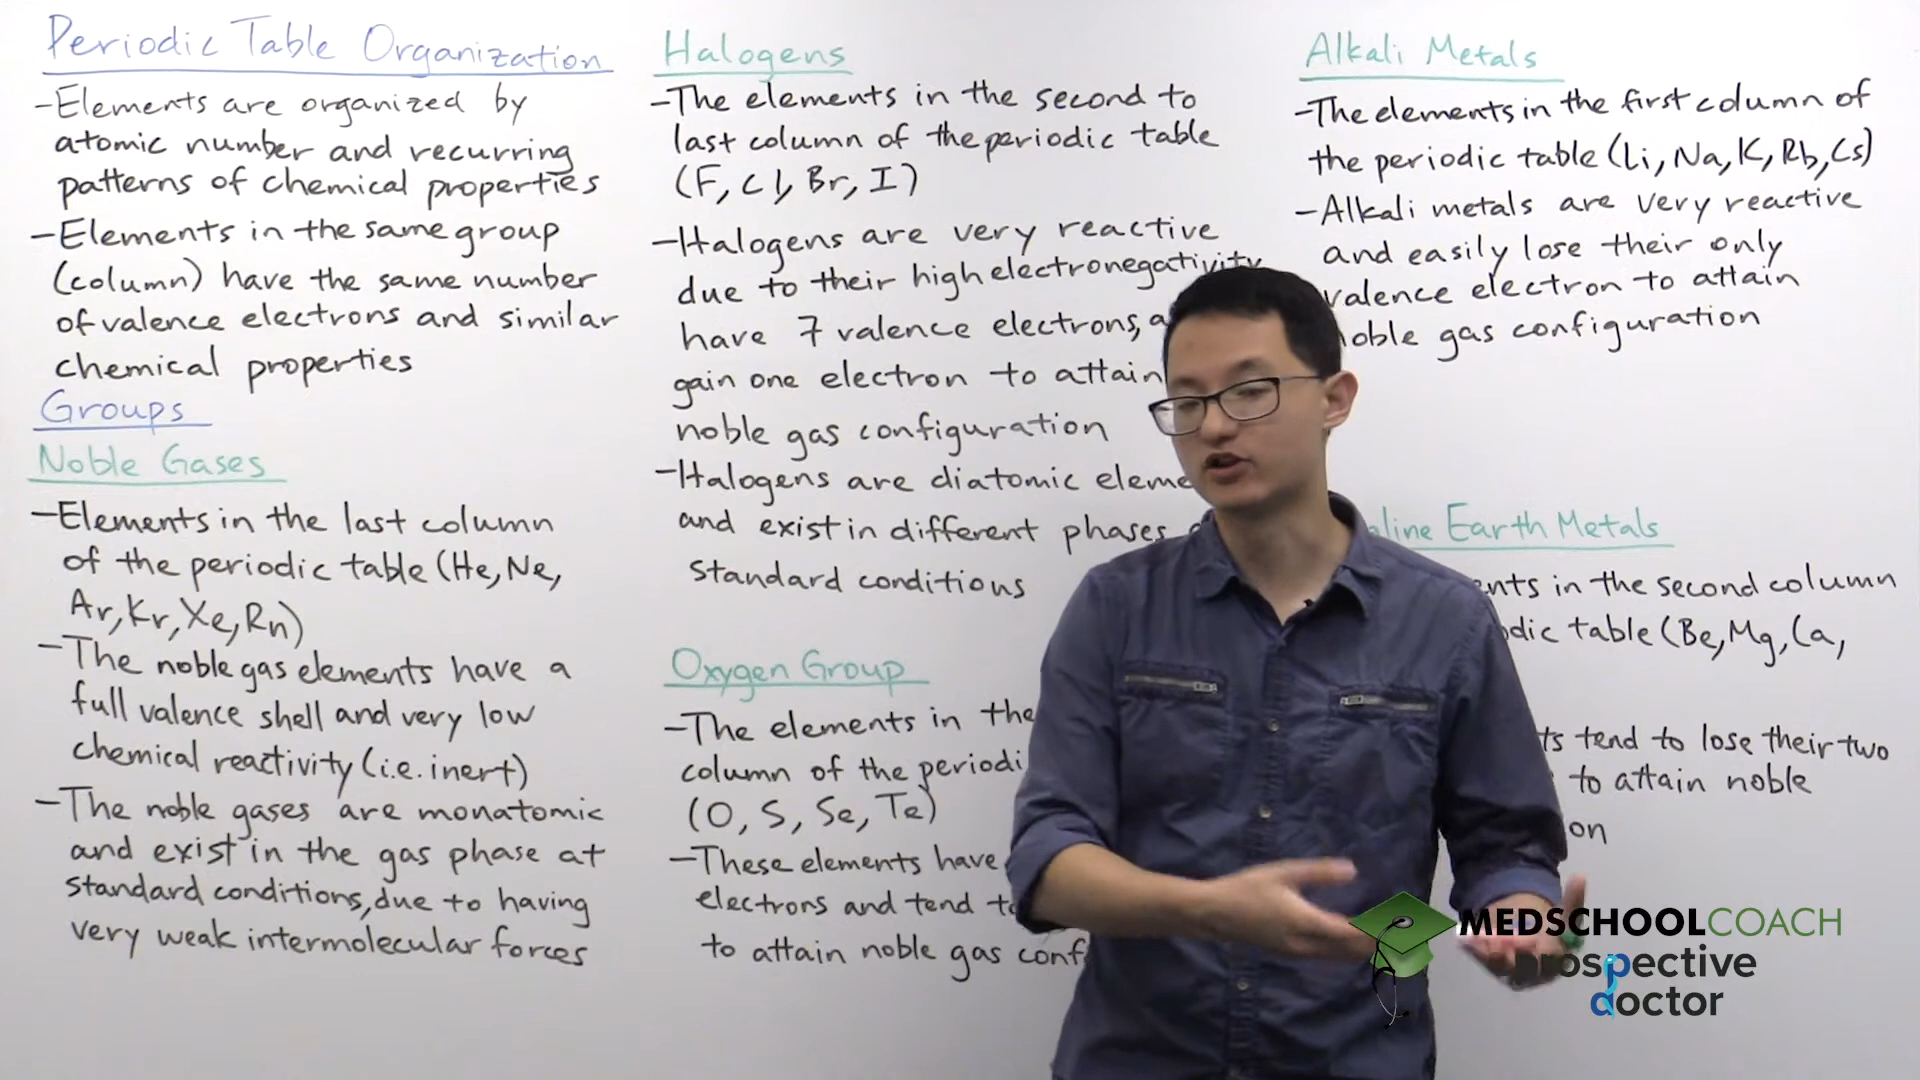 Periodic Table Organization
-Elements are organized by
atomic number and recurring
patterns of chemical properties
-Elements in the same group
(column) have the same number
of valence electrons and similar
chemical properties
Groups
Noble Gases
-Elements in the last column
of the periodic table (He, Ne,
Ar, Kr, Xe, Rn)
-The noble gas elements have a
full valence shell and very low
chemical reactivity (i.e. inert)
-The noble gases are monatomic
and exist in the gas phase at
standard conditions, due to having
very weak intermolecular forces
Halogens
-The elements in the second to
last column of the periodic table
(F, Cl, Br, I)
-Halogens are very reactive
due to their high electronegativity
have 7 valence electrons,
gain one electron to attain
noble gas configuration
-Halogens are diatomic
and exist in different phases
standard conditions
Oxygen Group
-The elements in the
column of the
(O, S, Se, Te)
-These elements have
electrons and tend
to attain noble gas
Alkali Metals
-The elements in the first column of
the periodic table (Li, Na, K, Rb, Cs)
-Alkali metals are very reactive
and easily lose their only
valence electron to attain
noble gas configuration
Earth Metals
in the second column
table (Be, Mg, Ca,
tend to lose their two
to attain noble
MEDSCHOOLCOACH
prospective
doctor